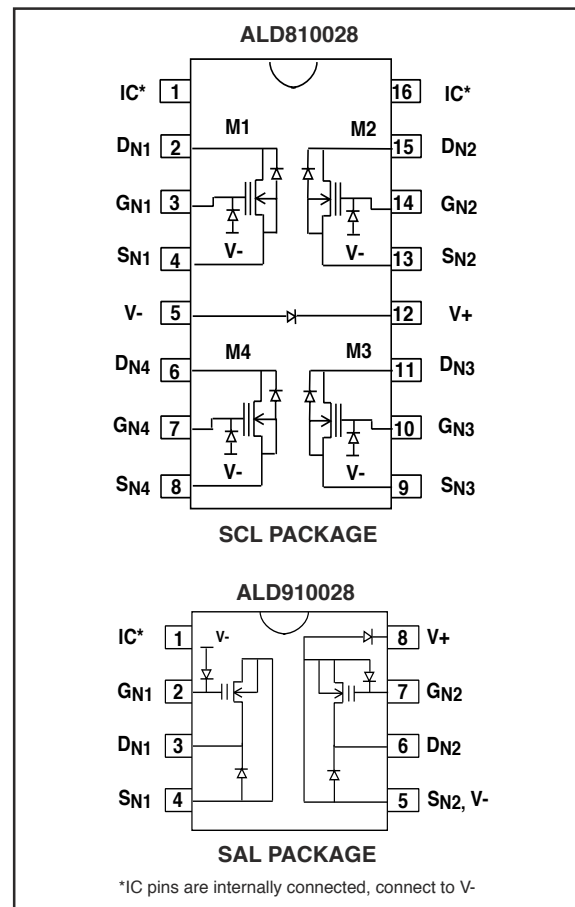 ALD810028
IC* 1 16 IC*
M1 M2
DN1 2 15 DN2
GN1 3 14 GN2
V- V-
SN1 4 13 SN2
V- 5 12 V+
M4 M3
DN4 6 11 DN3
GN4 7 10 GN3
V- V-
SN4 8 9 SN3
SCL PACKAGE
ALD910028
IC* 1 V- 8 V+
GN1 2 7 GN2
DN1 3 6 DN2
SN1 4 5 SN2, V-
SAL PACKAGE
*IC pins are internally connected, connect to V-